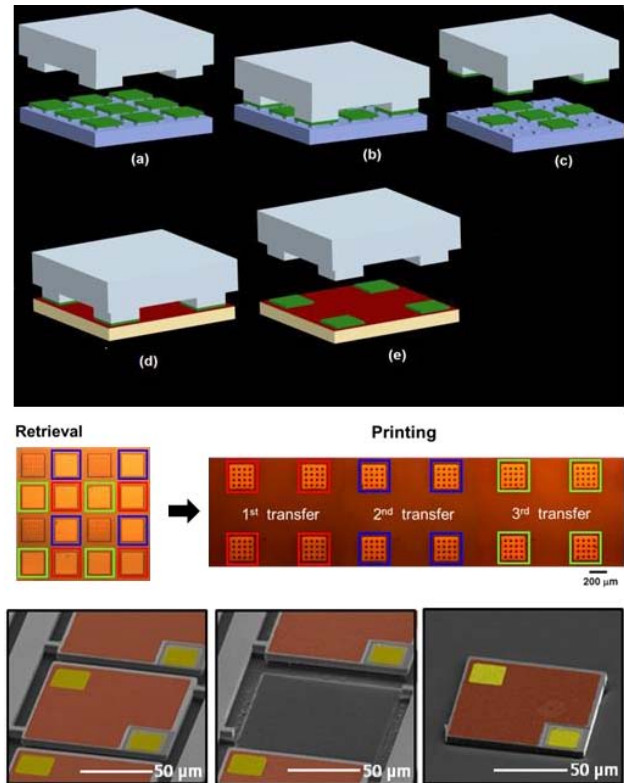 (a)
(b)
(c)
(d)
(e)
Retrieval
Printing
1st transfer
2nd transfer
3rd transfer
200 μm
50 μm
50 μm
50 μm